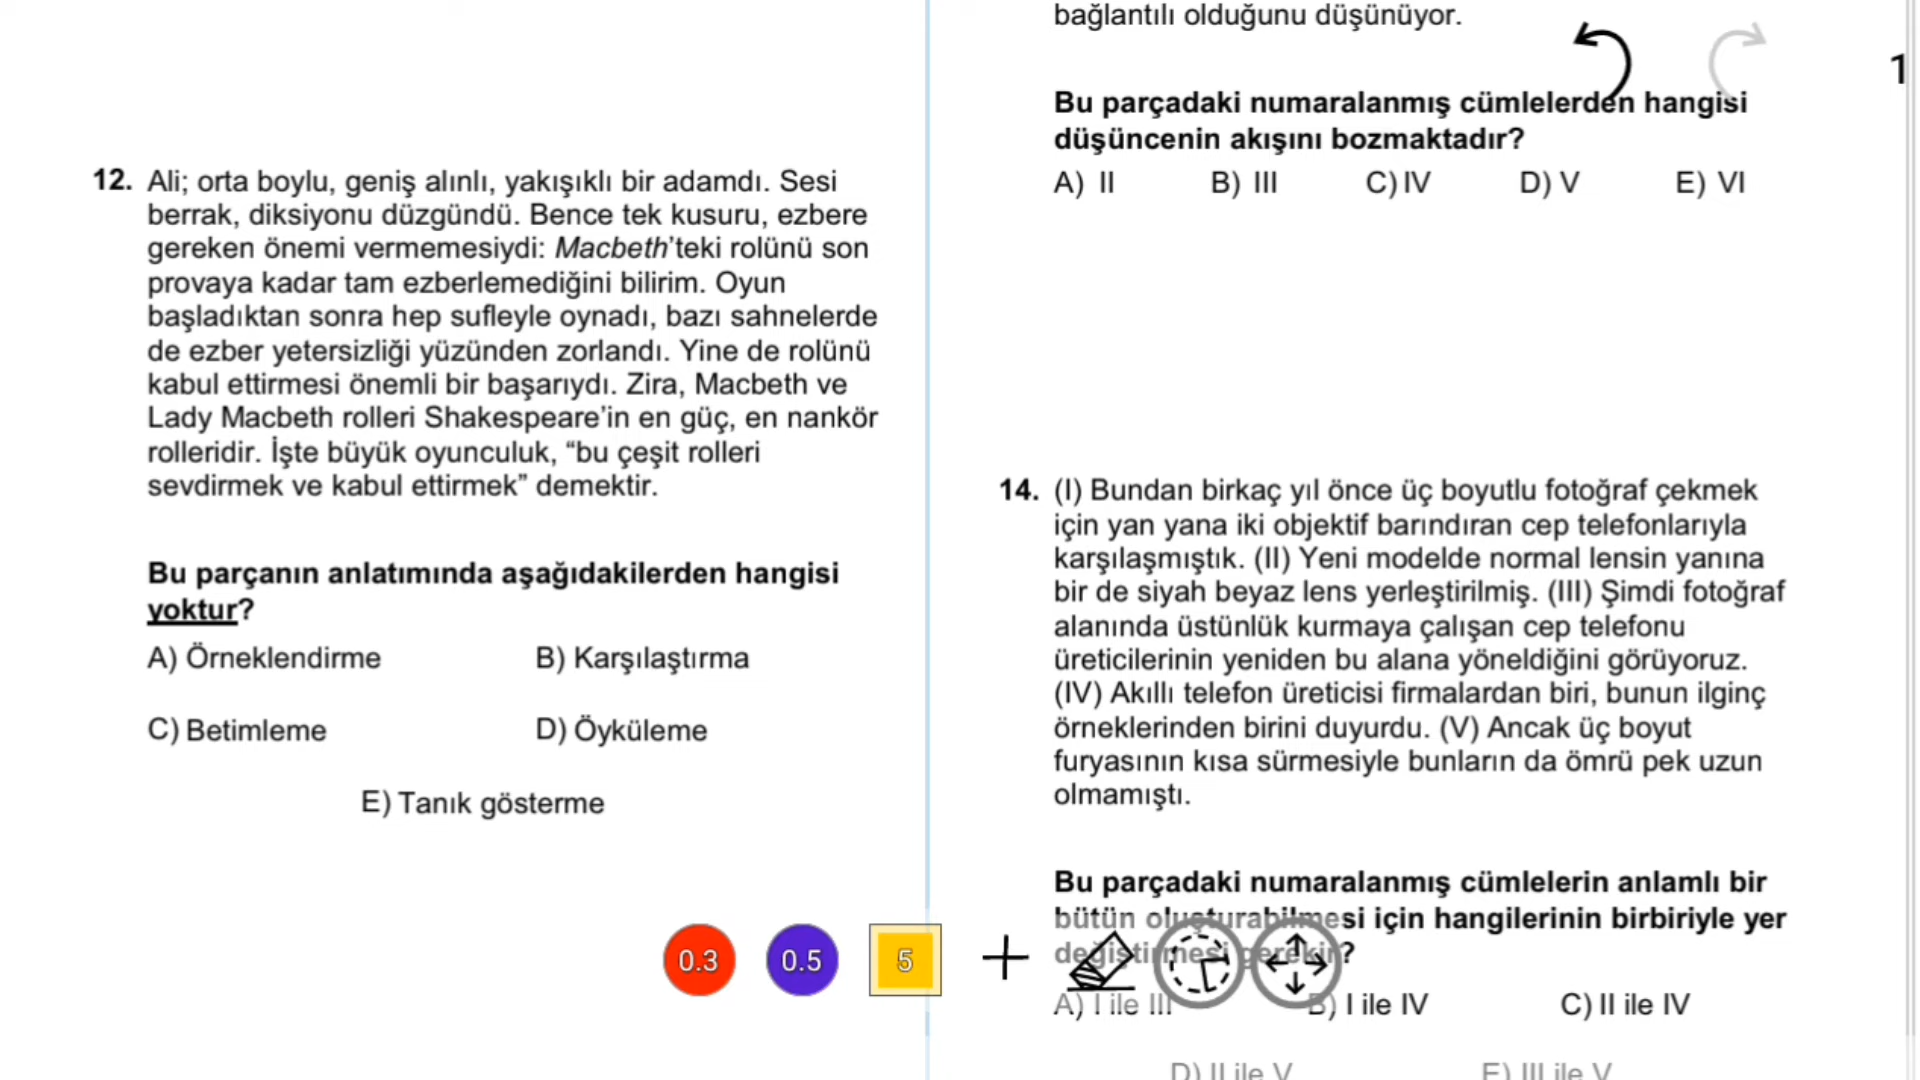 12. Ali; orta boylu, geniş alınlı, yakışıklı bir adamdı. Sesi
berrak, diksiyonu düzgündü. Bence tek kusuru, ezbere
gereken önemi vermemesiydi: Macbeth'teki rolünü son
provaya kadar tam ezberlemediğini bilirim. Oyun
başladıktan sonra hep sufleyle oynadı, bazı sahnelerde
de ezber yetersizliği yüzünden zorlandı. Yine de rolünü
kabul ettirmesi önemli bir başarıydı. Zira, Macbeth ve
Lady Macbeth rolleri Shakespeare'in en güç, en nankör
rolleridir. İşte büyük oyunculuk, “bu çeşit rolleri
sevdirmek ve kabul ettirmek” demektir.
Bu parçanın anlatımında aşağıdakilerden hangisi
yoktur?
A) Örneklendirme B) Karşılaştırma
C) Betimleme D) Öyküleme
E) Tanık gösterme
bağlantılı olduğunu düşünüyor.
Bu parçadaki numaralanmış cümlelerden hangisi
düşüncenin akışını bozmaktadır?
A) II B) III C) IV D) V E) VI
14. (I) Bundan birkaç yıl önce üç boyutlu fotoğraf çekmek
için yan yana iki objektif barındıran cep telefonlarıyla
karşılaşmıştık. (II) Yeni modelde normal lensin yanına
bir de siyah beyaz lens yerleştirilmiş. (III) Şimdi fotoğraf
alanında üstünlük kurmaya çalışan cep telefonu
üreticilerinin yeniden bu alana yöneldiğini görüyoruz.
(IV) Akıllı telefon üreticisi firmalardan biri, bunun ilginç
örneklerinden birini duyurdu. (V) Ancak üç boyut
furyasının kısa sürmesiyle bunların da ömrü pek uzun
olmamıştı.
Bu parçadaki numaralanmış cümlelerin anlamlı bir
bütün oluşturabilmesi için hangilerinin birbiriyle yer
değiştirmesi gerekir?
A) I ile III B) I ile IV C) II ile IV
D) II ile V E) III ile V
1
0.3 0.5 5